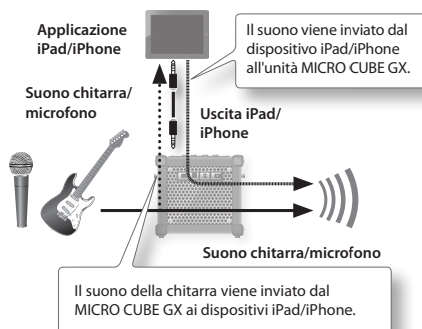 Applicazione
iPad/iPhone
Il suono viene inviato dal
dispositivo iPad/iPhone
all'unità MICRO CUBE GX.
Suono chitarra/
microfono
Uscita iPad/
iPhone
Suono chitarra/microfono
Il suono della chitarra viene inviato dal
MICRO CUBE GX ai dispositivi iPad/iPhone.